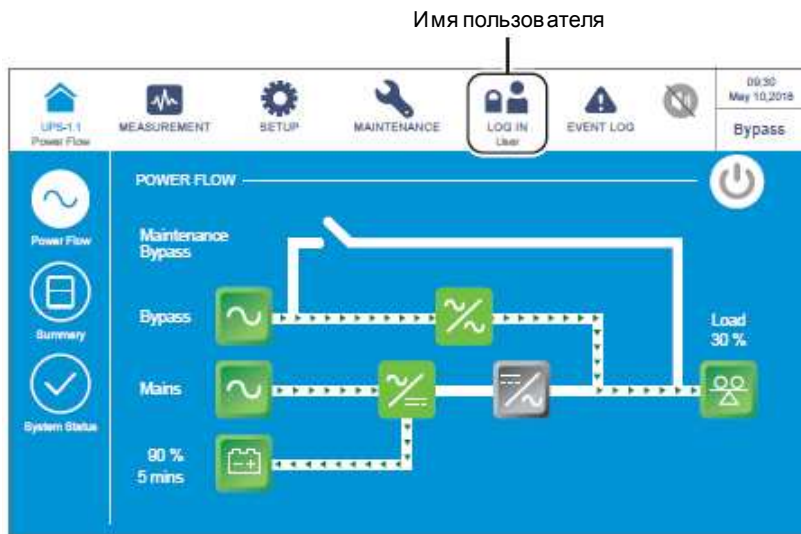 Имя пользователя
09:30
May 10,2018
UPS-1.1
Power Flow
MEASUREMENT
SETUP
MAINTENANCE
LOG IN
User
EVENT LOG
Bypass
POWER FLOW
Power Flow
Maintenance
Bypass
Summary
Bypass
Load
30 %
Mains
System Status
90 %
5 mins